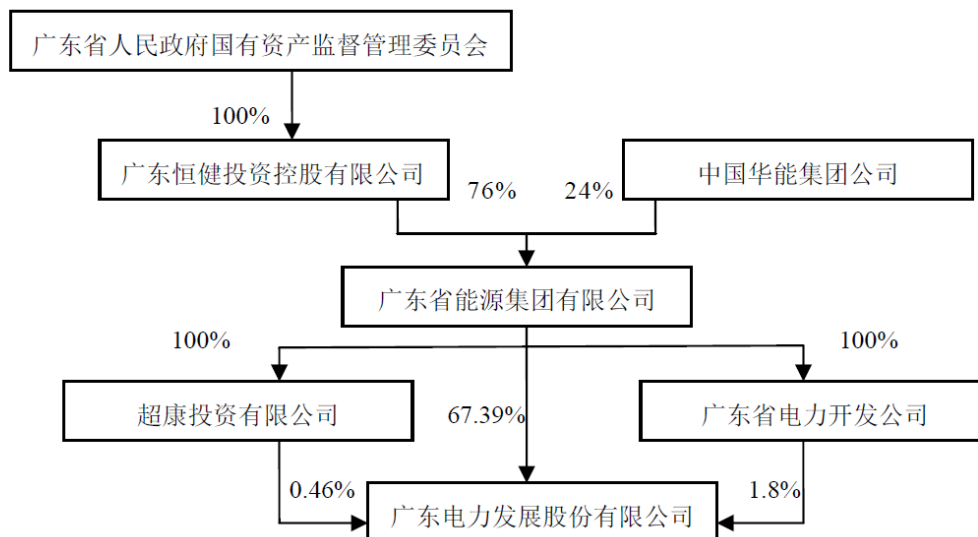 广东省人民政府国有资产监督管理委员会
100%
广东恒健投资控股有限公司
中国华能集团公司
76%
24%
广东省能源集团有限公司
100%
100%
超康投资有限公司
67.39%
广东省电力开发公司
0.46%
1.8%
广东电力发展股份有限公司